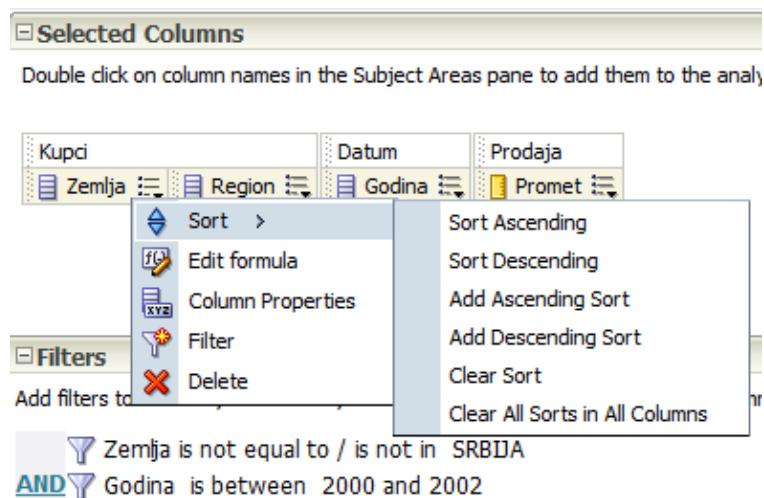 Selected Columns
Double click on column names in the Subject Areas pane to add them to the
Kupci Datum Prodaja
Zemlja Region Godina Promet
Sort >
Edit formula
Column Properties
Filter
Delete
Sort Ascending
Sort Descending
Add Ascending Sort
Add Descending Sort
Clear Sort
Clear All Sorts in All Columns
Filters
Add filters to
Zemlja is not equal to / is not in SRBIJA
AND Godina is between 2000 and 2002